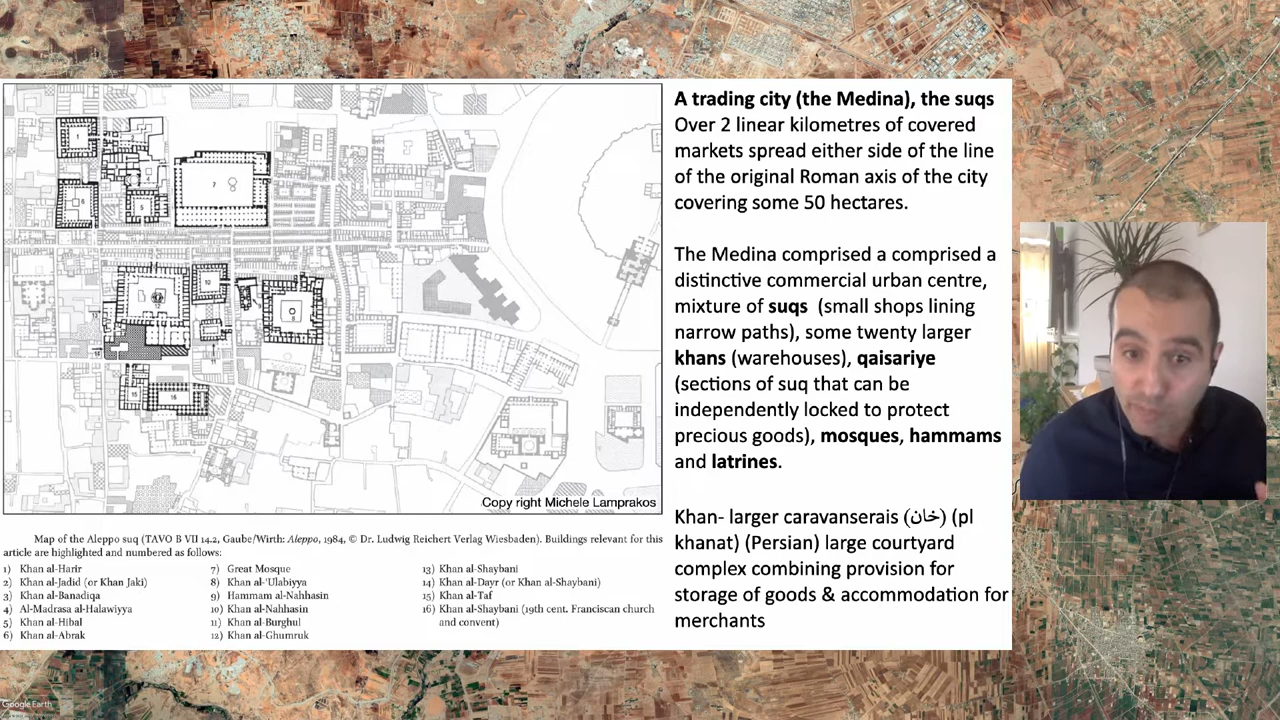 A trading city (the Medina), the suqs
Over 2 linear kilometres of covered
markets spread either side of the line
of the original Roman axis of the city
covering some 50 hectares.
The Medina comprised a comprised a
distinctive commercial urban centre,
mixture of suqs (small shops lining
narrow paths), some twenty larger
khans (warehouses), qaisariye
(sections of suq that can be
independently locked to protect
precious goods), mosques, hammams
and latrines.
Khan- larger caravanserais (خان) (pl
khanat) (Persian) large courtyard
complex combining provision for
storage of goods & accommodation for
merchants
1
7
5
6
10
12
8
15
16
Copy right Michele Lamprakos
Map of the Aleppo suq (TAVO B VII 14.2, Gaube/Wirth: Aleppo, 1984, © Dr. Ludwig Reichert Verlag Wiesbaden). Buildings relevant for this
article are highlighted and numbered as follows:
1) Khan al-Harir
2) Khan al-Jadid (or Khan Jaki)
3) Khan al-Banadiqa
4) Al-Madrasa al-Halawiyya
5) Khan al-Hibal
6) Khan al-Abrak
7) Great Mosque
8) Khan al-'Ulabiyya
9) Hammam al-Nahhasin
10) Khan al-Nahhasin
11) Khan al-Burghul
12) Khan al-Ghumruk
13) Khan al-Shaybani
14) Khan al-Dayr (or Khan al-Shaybani)
15) Khan al-Taf
16) Khan al-Shaybani (19th cent. Franciscan church
and convent)
Google Earth